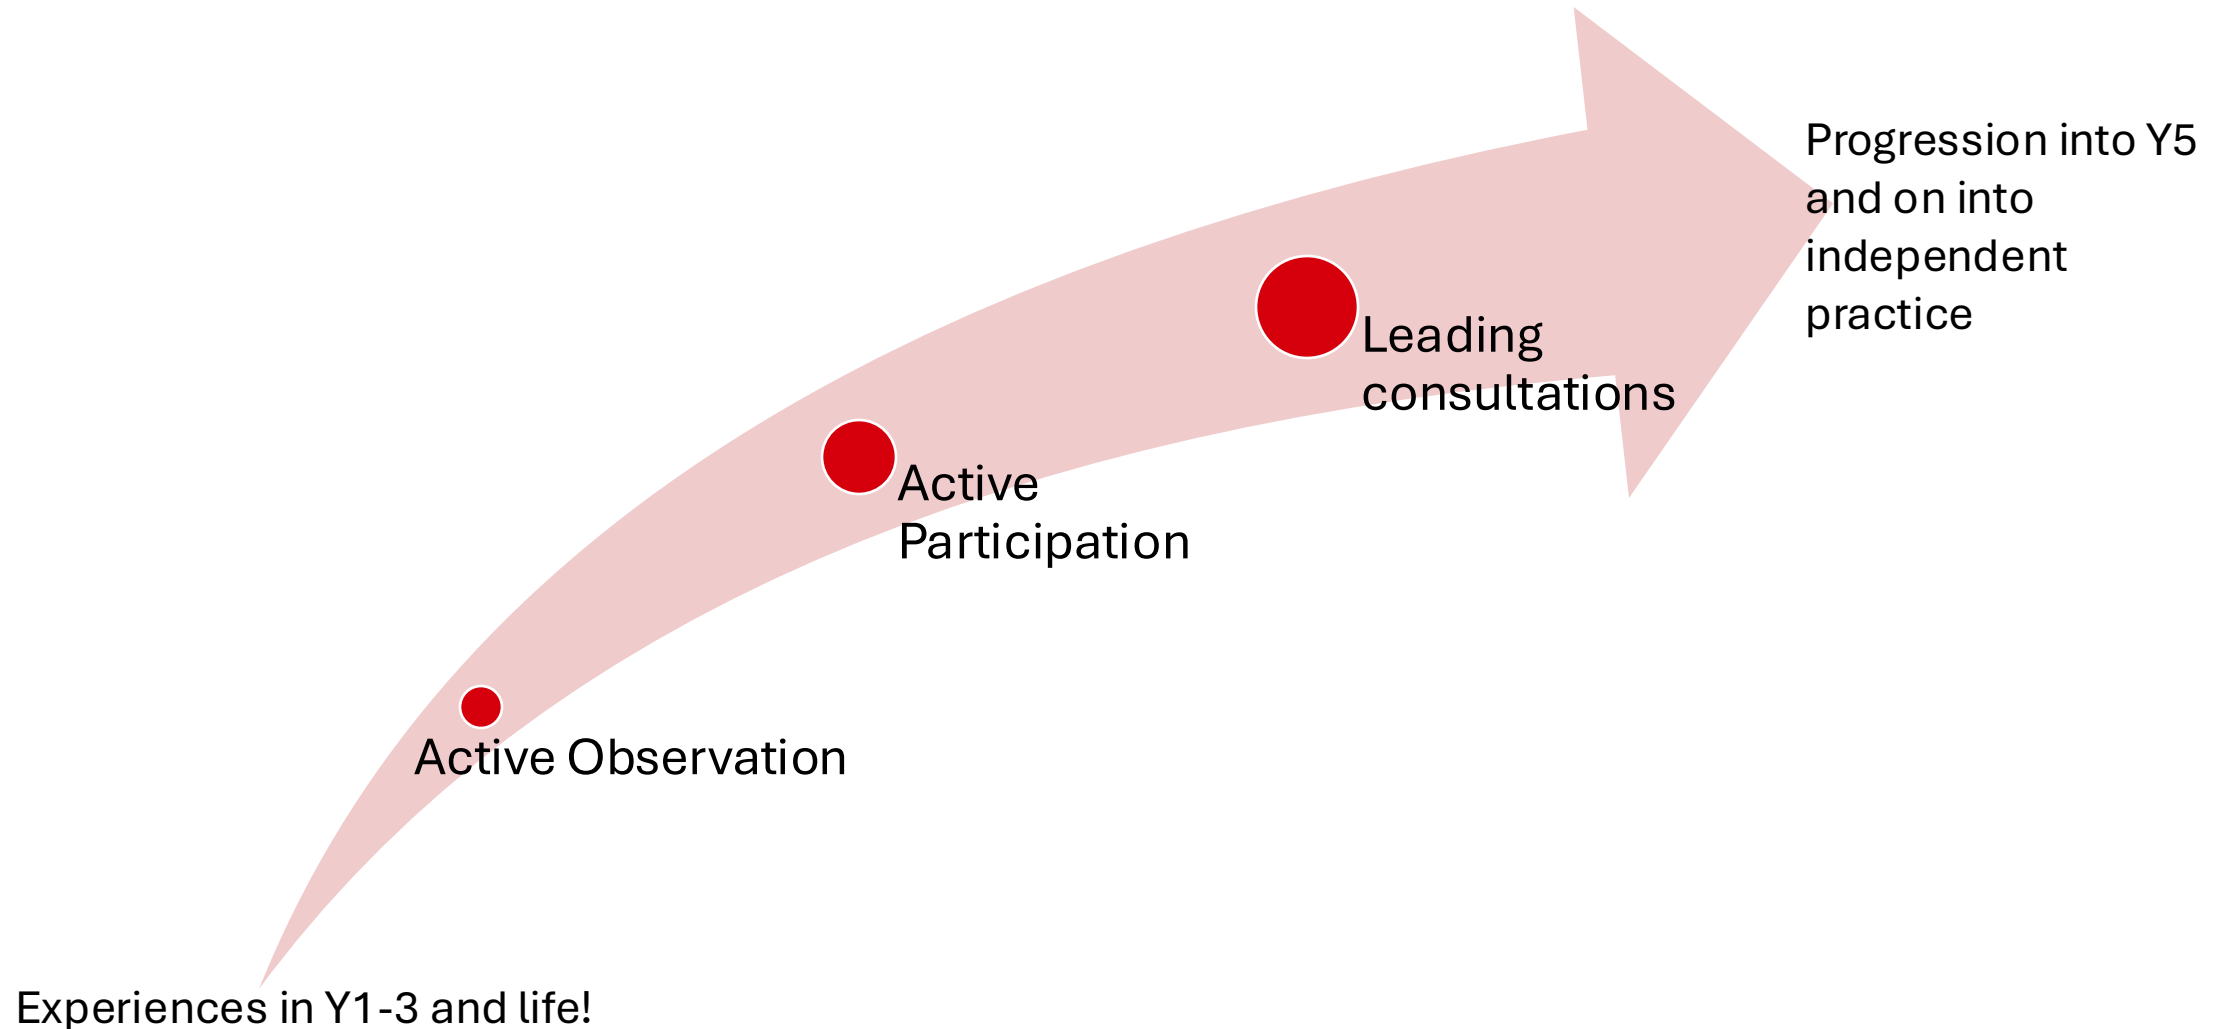 Progression into Y5
and on into
independent
practice
Leading
consultations
Active
Participation
Active Observation
Experiences in Y1-3 and life!